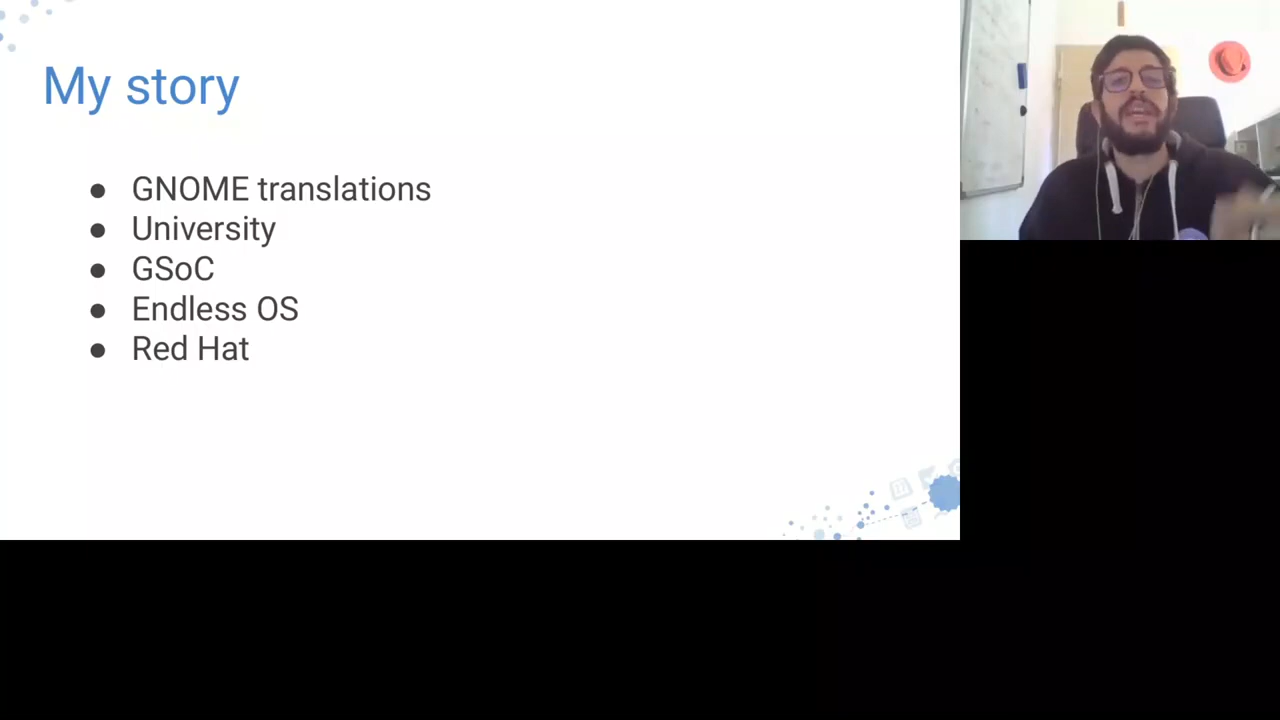 My story
● GNOME translations
● University
● GSoC
● Endless OS
● Red Hat